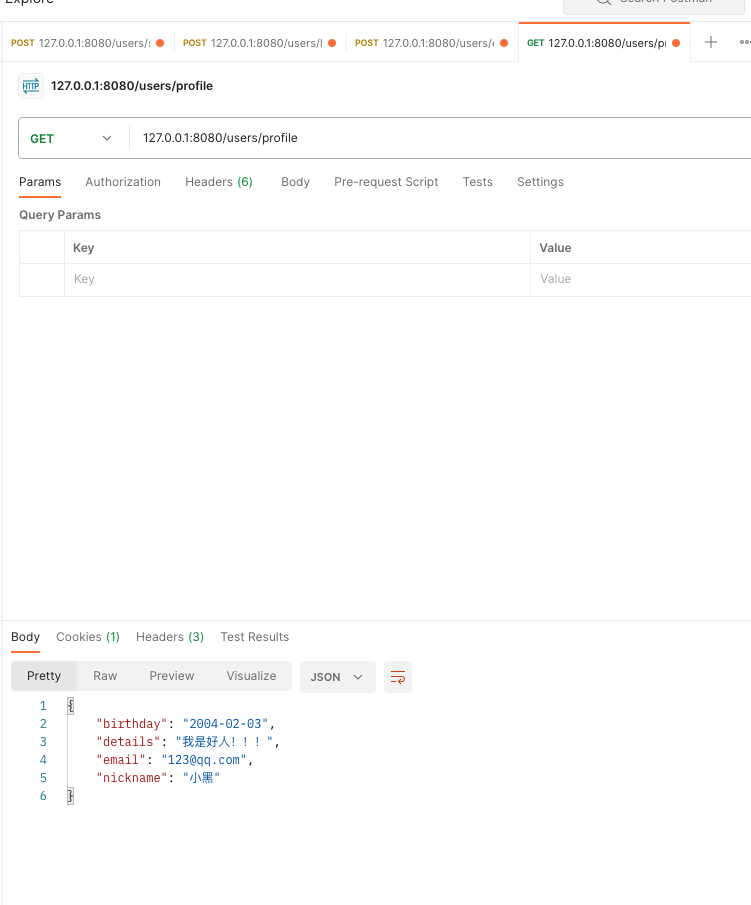 Explore
Search Postman
POST 127.0.0.1:8080/users/
POST 127.0.0.1:8080/users/l
POST 127.0.0.1:8080/users/
GET 127.0.0.1:8080/users/pr
HTTP 127.0.0.1:8080/users/profile
GET 127.0.0.1:8080/users/profile
Params Authorization Headers (6) Body Pre-request Script Tests Settings
Query Params
Key Value
Key Value
Body Cookies (1) Headers (3) Test Results
Pretty Raw Preview Visualize JSON
1 {
2 "birthday": "2004-02-03",
3 "details": "我是好人！！！",
4 "email": "123@qq.com",
5 "nickname": "小黑"
6 }